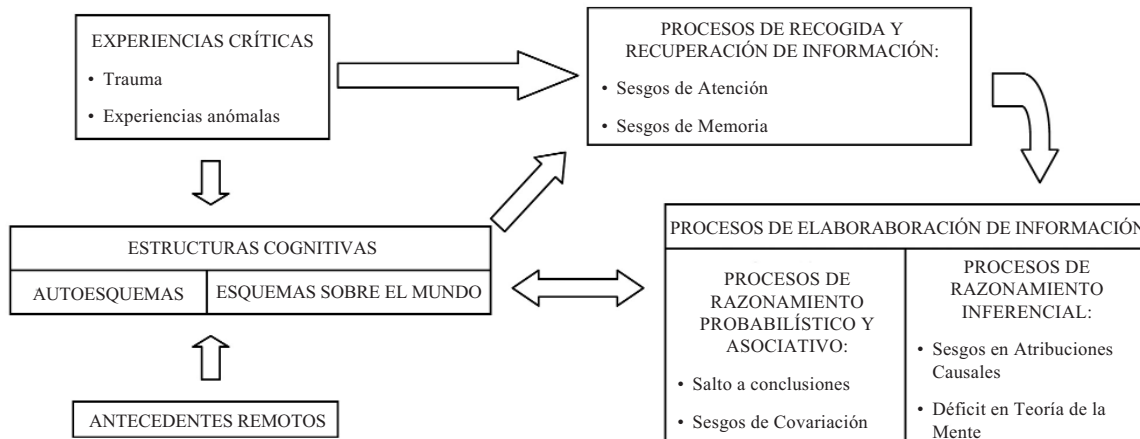 EXPERIENCIAS CRÍTICAS
• Trauma
• Experiencias anómalas
PROCESOS DE RECOGIDA Y
RECUPERACIÓN DE INFORMACIÓN:
• Sesgos de Atención
• Sesgos de Memoria
ESTRUCTURAS COGNITIVAS
AUTOESQUEMAS
ESQUEMAS SOBRE EL MUNDO
ANTECEDENTES REMOTOS
PROCESOS DE ELABORABORACIÓN DE INFORMACIÓN
PROCESOS DE
RAZONAMIENTO
PROBABILÍSTICO Y
ASOCIATIVO:
• Salto a conclusiones
• Sesgos de Covariación
PROCESOS DE
RAZONAMIENTO
INFERENCIAL:
• Sesgos en Atribuciones
Causales
• Déficit en Teoría de la
Mente